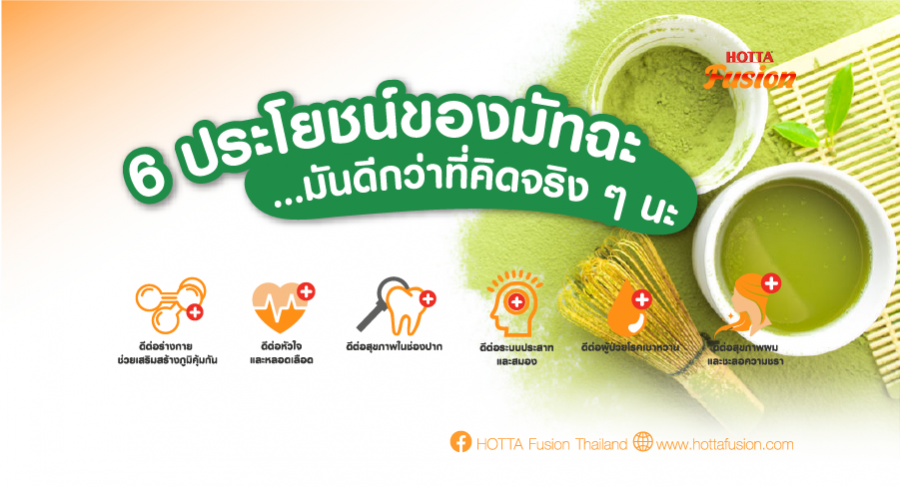 HOTTA
Fusion
6 ประโยชน์ของมัทฉะ
...มันดีกว่าที่คิดจริง ๆ นะ
ดีต่อร่างกาย
ช่วยเสริมสร้างภูมิคุ้มกัน
ดีต่อหัวใจ
และหลอดเลือด
ดีต่อสุขภาพในช่องปาก
ดีต่อระบบประสาท
และสมอง
ดีต่อผู้ป่วยโรคเบาหวาน
ดีต่อสุขภาพผม
และชะลอความชรา
HOTTA Fusion Thailand www.hottafusion.com